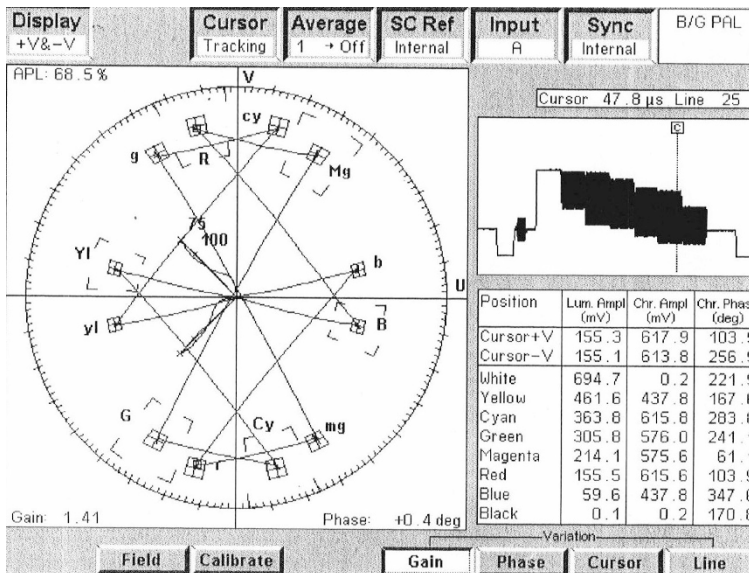 Display
+V&-V
Cursor
Tracking
Average
1 → Off
SC Ref
Internal
Input
A
Sync
Internal
B/G PAL
APL: 68.5%
V
cy
g
R
Mg
75
100
Yl
b
U
yl
B
G
Cy
mg
r
Gain: 1.41
Phase: +0.4 deg
Cursor 47.8 µs Line 25
C
Position Lum. Ampl (mV) Chr. Ampl (mV) Chr. Phas (deg)
Cursor+V 155.3 617.9 103.9
Cursor-V 155.1 613.8 256.9
White 694.7 0.2 221.9
Yellow 461.6 437.8 167.6
Cyan 363.8 615.8 283.8
Green 305.8 576.0 241.
Magenta 214.1 575.6 61.
Red 155.5 615.6 103.9
Blue 59.6 437.8 347.6
Black 0.1 0.2 170.8
Variation
Field
Calibrate
Gain
Phase
Cursor
Line